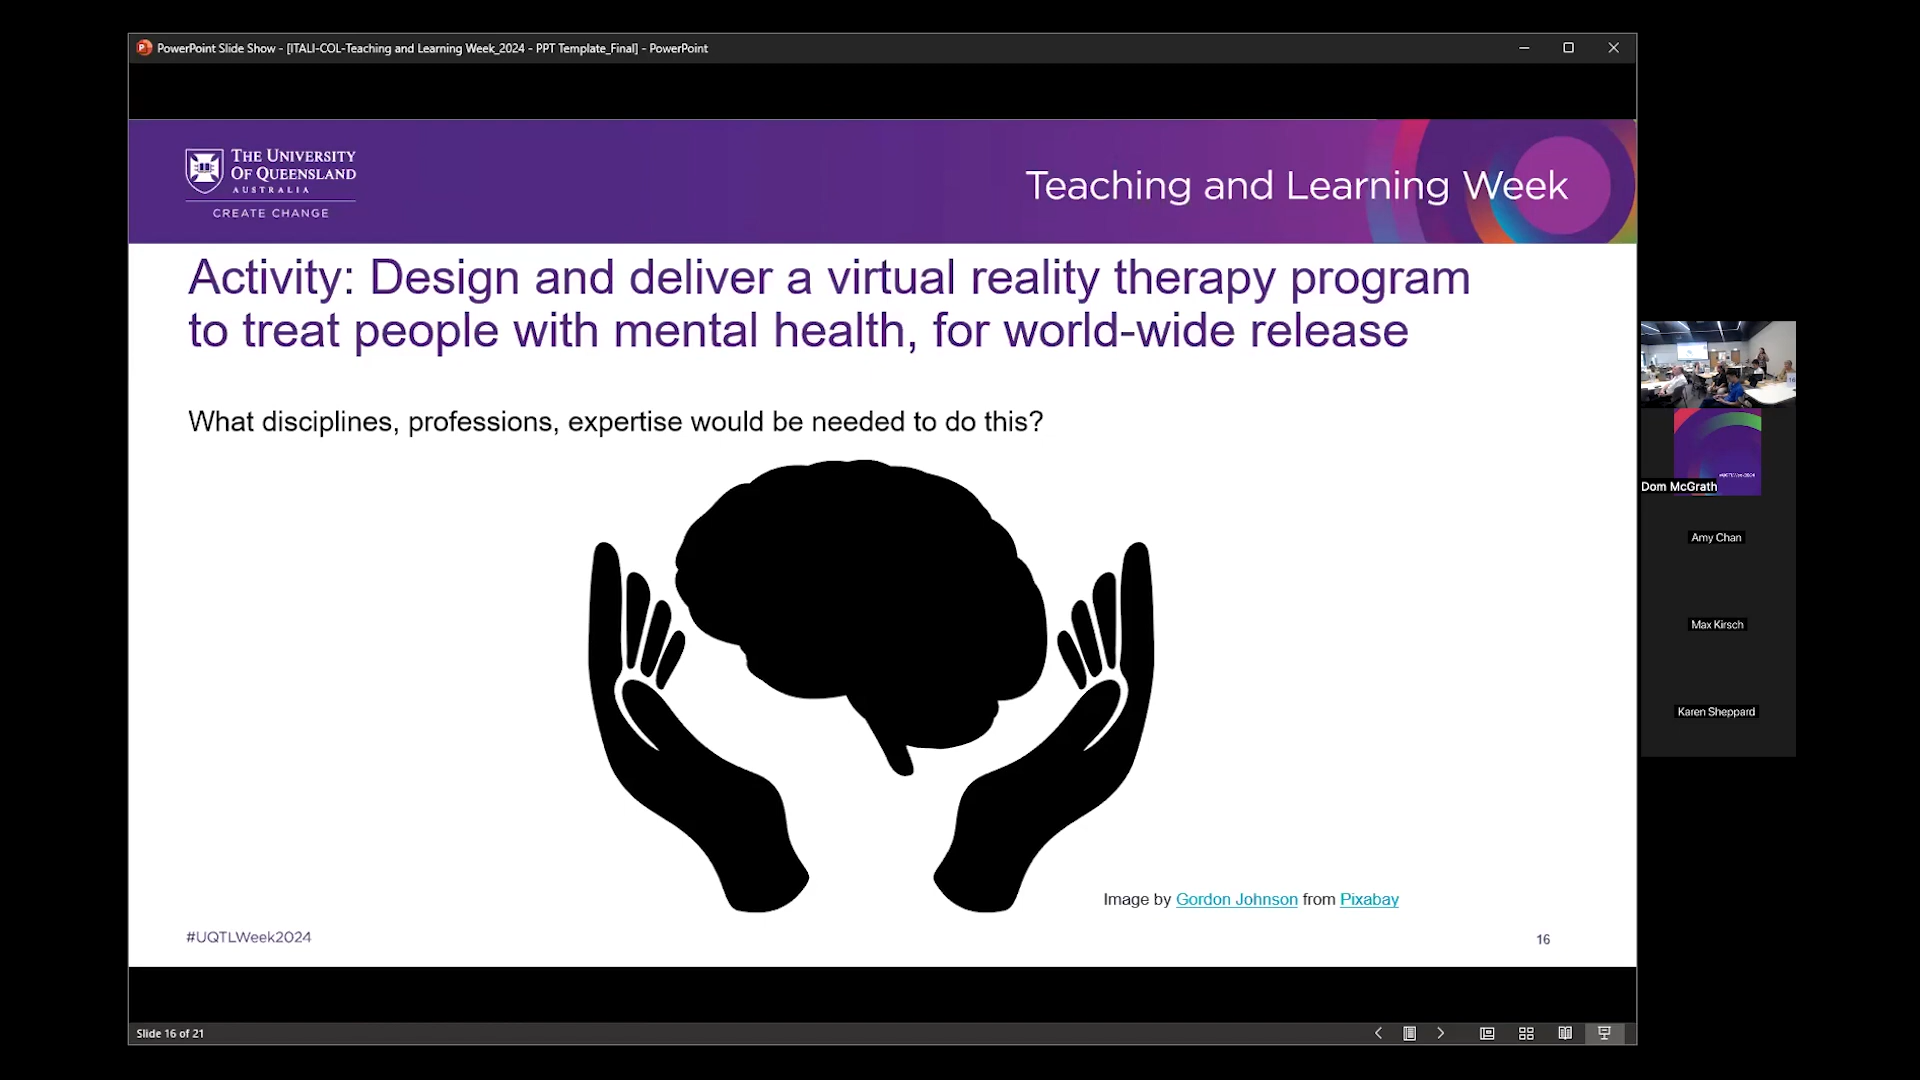 PowerPoint Slide Show - [ITALI-COL-Teaching and Learning Week_2024 - PPT Template_Final] - PowerPoint
THE UNIVERSITY
OF QUEENSLAND
AUSTRALIA
CREATE CHANGE
Teaching and Learning Week
Activity: Design and deliver a virtual reality therapy program
to treat people with mental health, for world-wide release
What disciplines, professions, expertise would be needed to do this?
Image by Gordon Johnson from Pixabay
#UQTLWeek2024
16
Slide 16 of 21
Dom McGrath
Amy Chan
Max Kirsch
Karen Sheppard